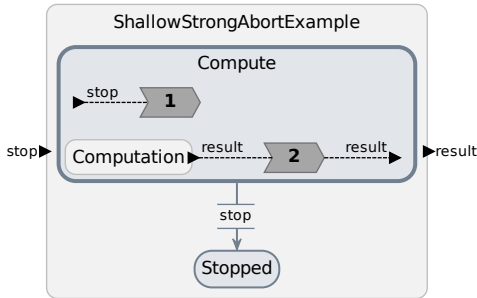 ShallowStrongAbortExample
Compute
stop
1
stop
result
Computation
result
2
result
stop
Stopped